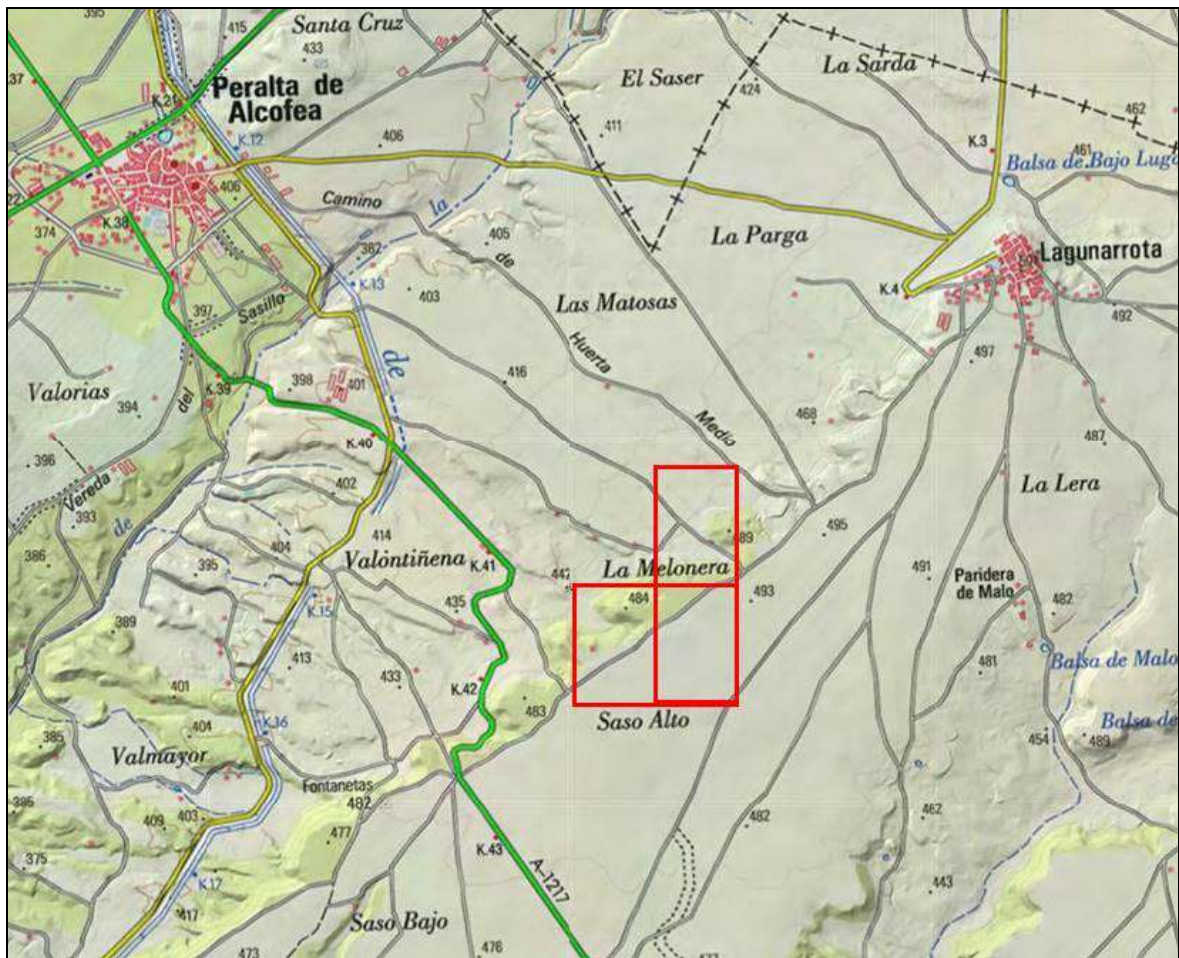 395
415
Santa Cruz
433
El Saser
424
La Sarda
462
37
K.21
Peralta de
Alcofea
K.12
406
411
K.3
461
Balsa de Bajo Luga
406
22
K.38
374
Camino
la
405
de
382
K.13
403
La Parga
Lagunarrota
K.4
492
397
Sasillo
Las Matosas
de
Huerta
416
497
Valorias
394
del
K.39
398
401
Medio
468
K.40
487
396
Vereda
393
de
402
414
495
La Lera
386
404
395
Valontiñena
K.41
442
La Melonera
489
491
Paridera
de Malo
482
435
484
493
389
K.15
413
433
K.42
481
Balsa de Malo
401
483
Saso Alto
404
K.16
385
Valmayor
454
489
Balsa de
Fontanetas
482
386
409
403
477
482
462
375
K.43
K.17
417
A-1217
443
Saso Bajo
473
476